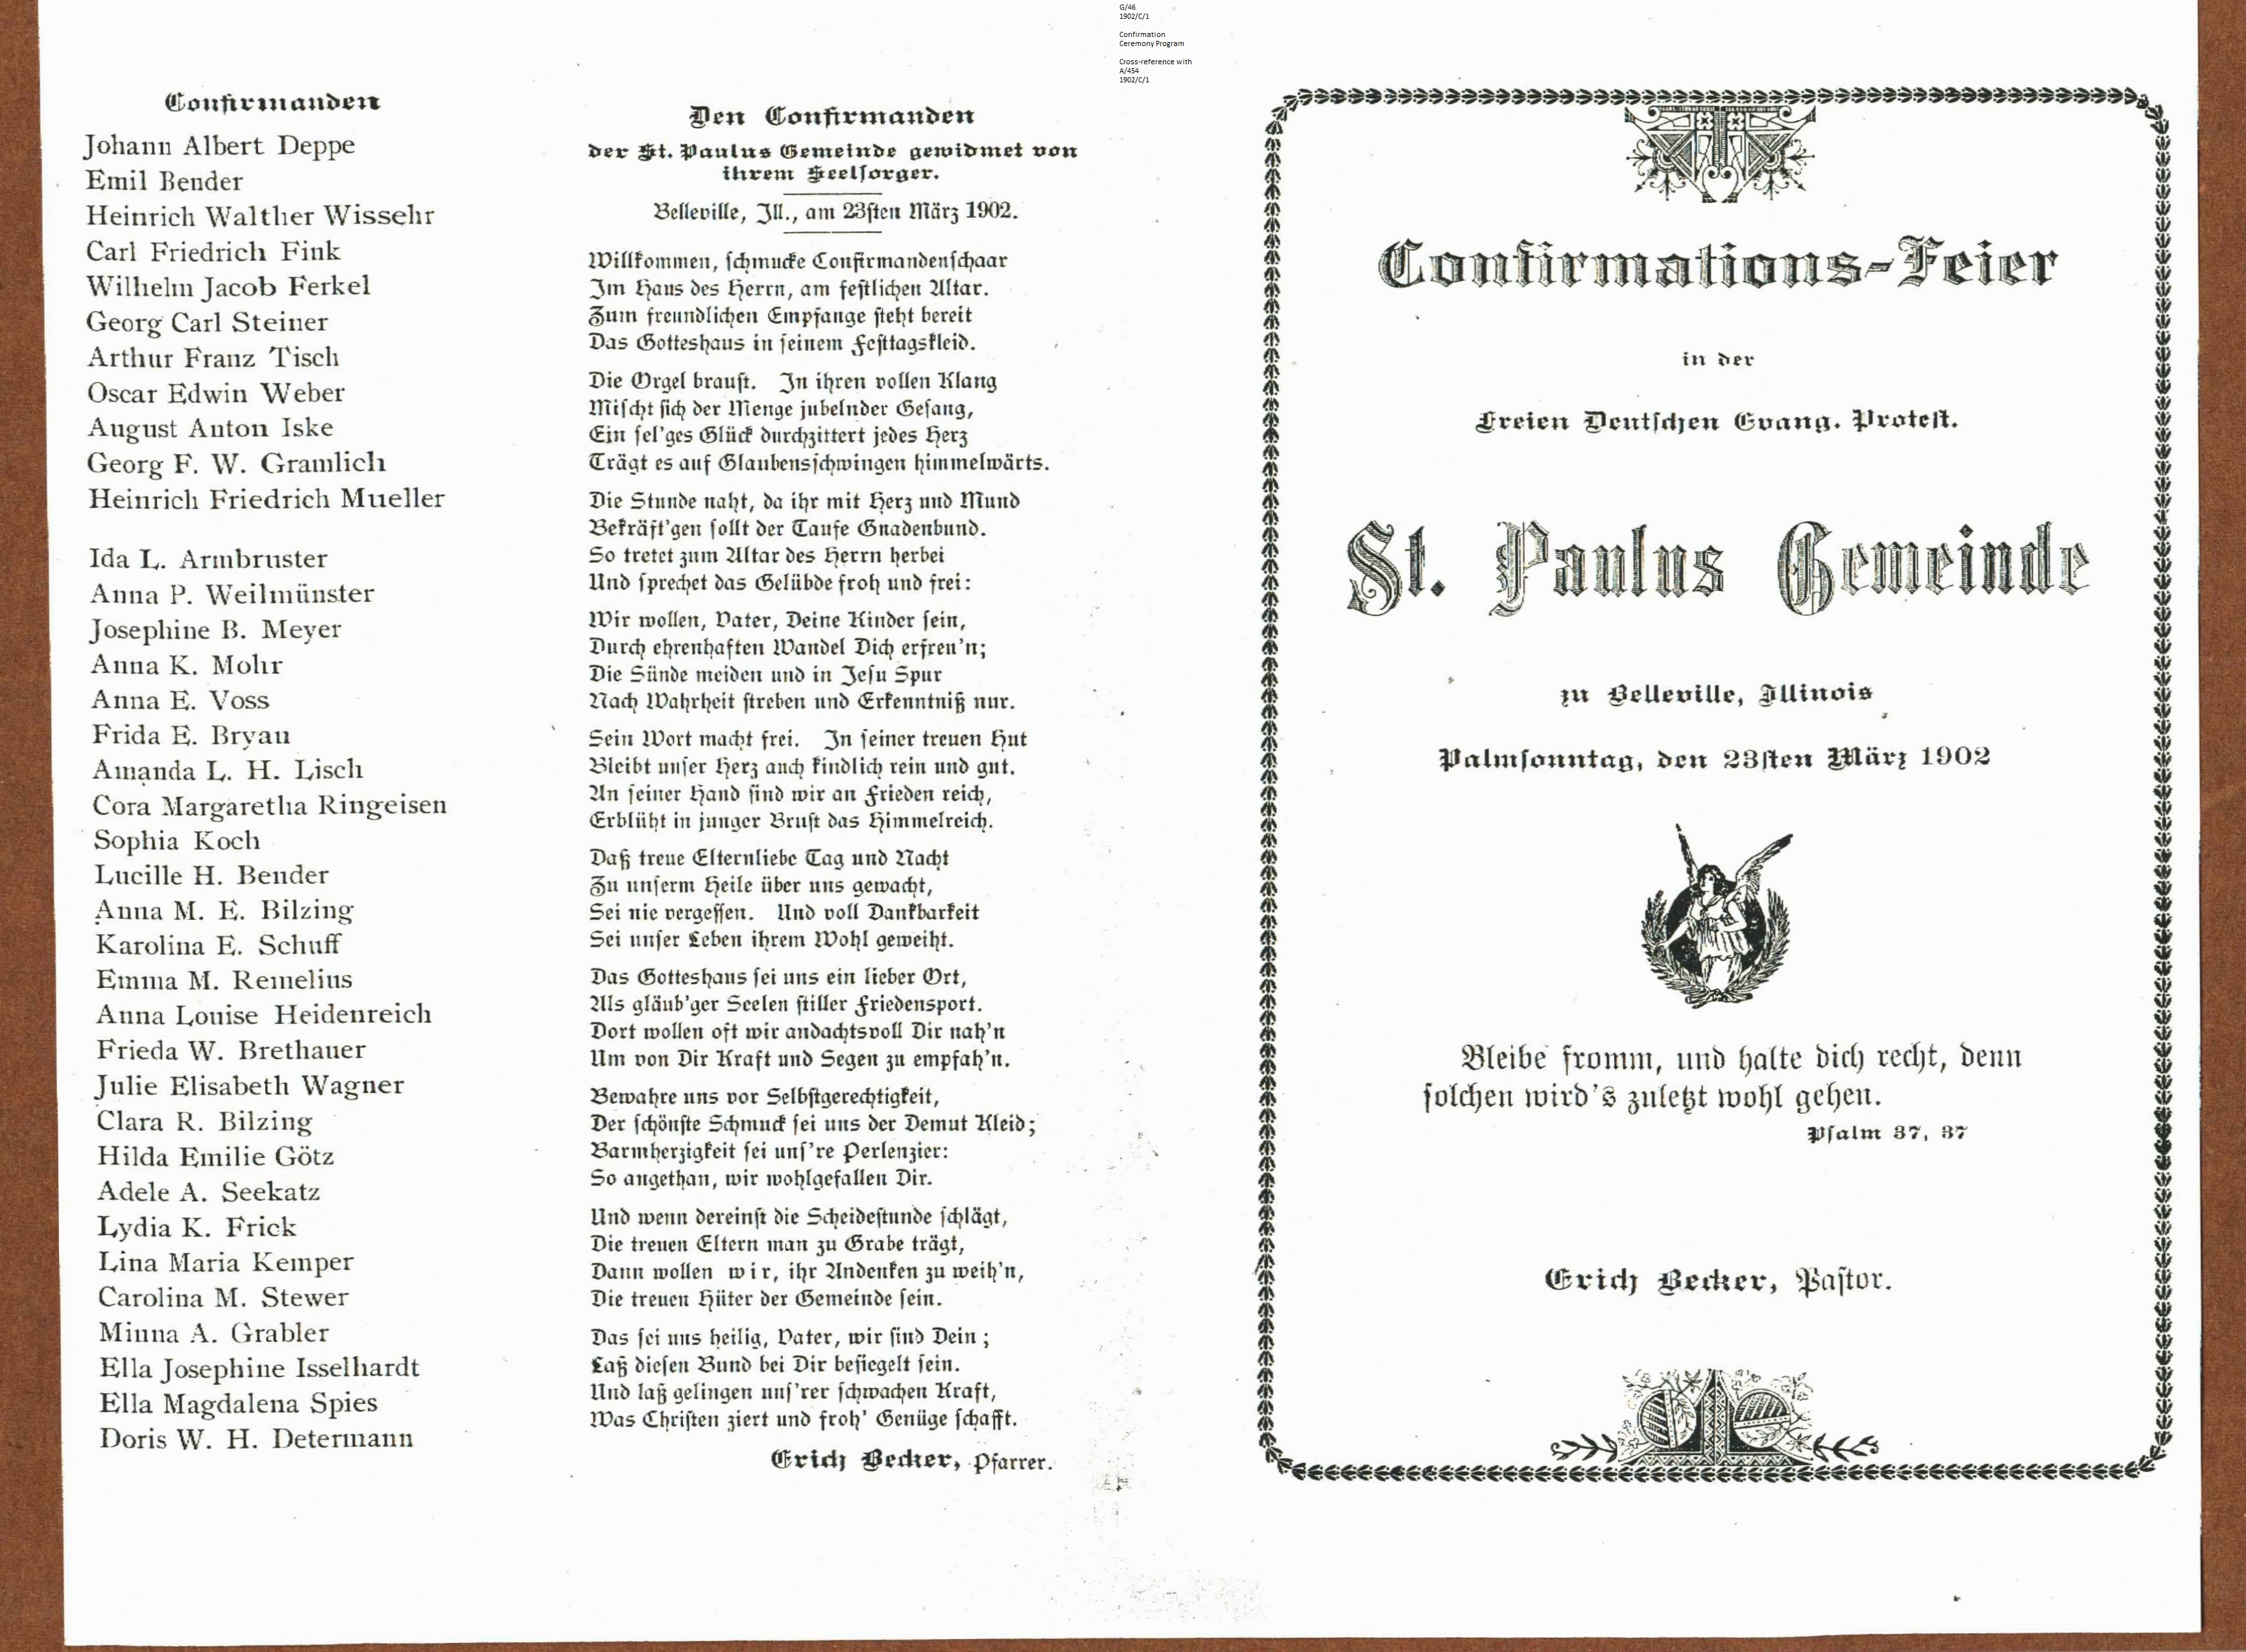 G/46
1902/C/1
Confirmation
Ceremony Program
Cross-reference with
A/454
1902/C/1
Confirmanden
Johann Albert Deppe
Emil Bender
Heinrich Walther Wissehr
Carl Friedrich Fink
Wilhelm Jacob Ferkel
Georg Carl Steiner
Arthur Franz Tisch
Oscar Edwin Weber
August Anton Iske
Georg F. W. Gramlich
Heinrich Friedrich Mueller
Ida L. Armbruster
Anna P. Weilmünster
Josephine B. Meyer
Anna K. Mohr
Anna E. Voss
Frida E. Bryan
Amanda L. H. Lisch
Cora Margaretha Ringeisen
Sophia Koch
Lucille H. Bender
Anna M. E. Bilzing
Karolina E. Schuff
Emma M. Remelius
Anna Louise Heidenreich
Frieda W. Brethauer
Julie Elisabeth Wagner
Clara R. Bilzing
Hilda Emilie Götz
Adele A. Seekatz
Lydia K. Frick
Lina Maria Kemper
Carolina M. Stewer
Minna A. Grabler
Ella Josephine Isselhardt
Ella Magdalena Spies
Doris W. H. Determann
Den Confirmanden
der St. Paulus Gemeinde gewidmet von
ihrem Seelsorger.
Belleville, Ill., am 23sten März 1902.
Willkommen, schmucke Confirmandenschaar
Im Haus des Herrn, am festlichen Altar.
Zum freundlichen Empfange steht bereit
Das Gotteshaus in seinem Festtagskleid.
Die Orgel braust. In ihren vollen Klang
Mischt sich der Menge jubelnder Gesang,
Ein sel'ges Glück durchzittert jedes Herz
Trägt es auf Glaubensschwingen himmelwärts.
Die Stunde naht, da ihr mit Herz und Mund
Bekräft'gen sollt der Taufe Gnadenbund.
So tretet zum Altar des Herrn herbei
Und sprechet das Gelübde froh und frei:
Wir wollen, Vater, Deine Kinder sein,
Durch ehrenhaften Wandel Dich erfreu'n;
Die Sünde meiden und in Jesu Spur
Nach Wahrheit streben und Erkenntniß nur.
Sein Wort macht frei. In seiner treuen Hut
Bleibt unser Herz auch kindlich rein und gut.
An seiner Hand sind wir an Frieden reich,
Erblüht in junger Brust das Himmelreich.
Daß treue Elternliebe Tag und Nacht
Zu unserm Heile über uns gewacht,
Sei nie vergessen. Und voll Dankbarkeit
Sei unser Leben ihrem Wohl geweiht.
Das Gotteshaus sei uns ein lieber Ort,
Als gläub'ger Seelen stiller Friedensport.
Dort wollen oft wir andachtsvoll Dir nah'n
Um von Dir Kraft und Segen zu empfah'n.
Bewahre uns vor Selbstgerechtigkeit,
Der schönste Schmuck sei uns der Demut Kleid;
Barmherzigkeit sei uns're Perlenzier:
So angethan, wir wohlgefallen Dir.
Und wenn dereinst die Scheidestunde schlägt,
Die treuen Eltern man zu Grabe trägt,
Dann wollen wir, ihr Andenken zu weih'n,
Die treuen Hüter der Gemeinde sein.
Das sei uns heilig, Vater, wir sind Dein;
Laß diesen Bund bei Dir besiegelt sein.
Und laß gelingen uns'rer schwachen Kraft,
Was Christen ziert und froh' Genüge schafft.
Erich Becker, Pfarrer.
Confirmations-Feier
in der
Freien Deutschen Evang. Protest.
St. Paulus Gemeinde
zu Belleville, Illinois
Palmsonntag, den 23sten März 1902
Bleibe fromm, und halte dich recht, denn
solchen wird's zuletzt wohl gehen.
Psalm 37, 37
Erich Becker, Pastor.